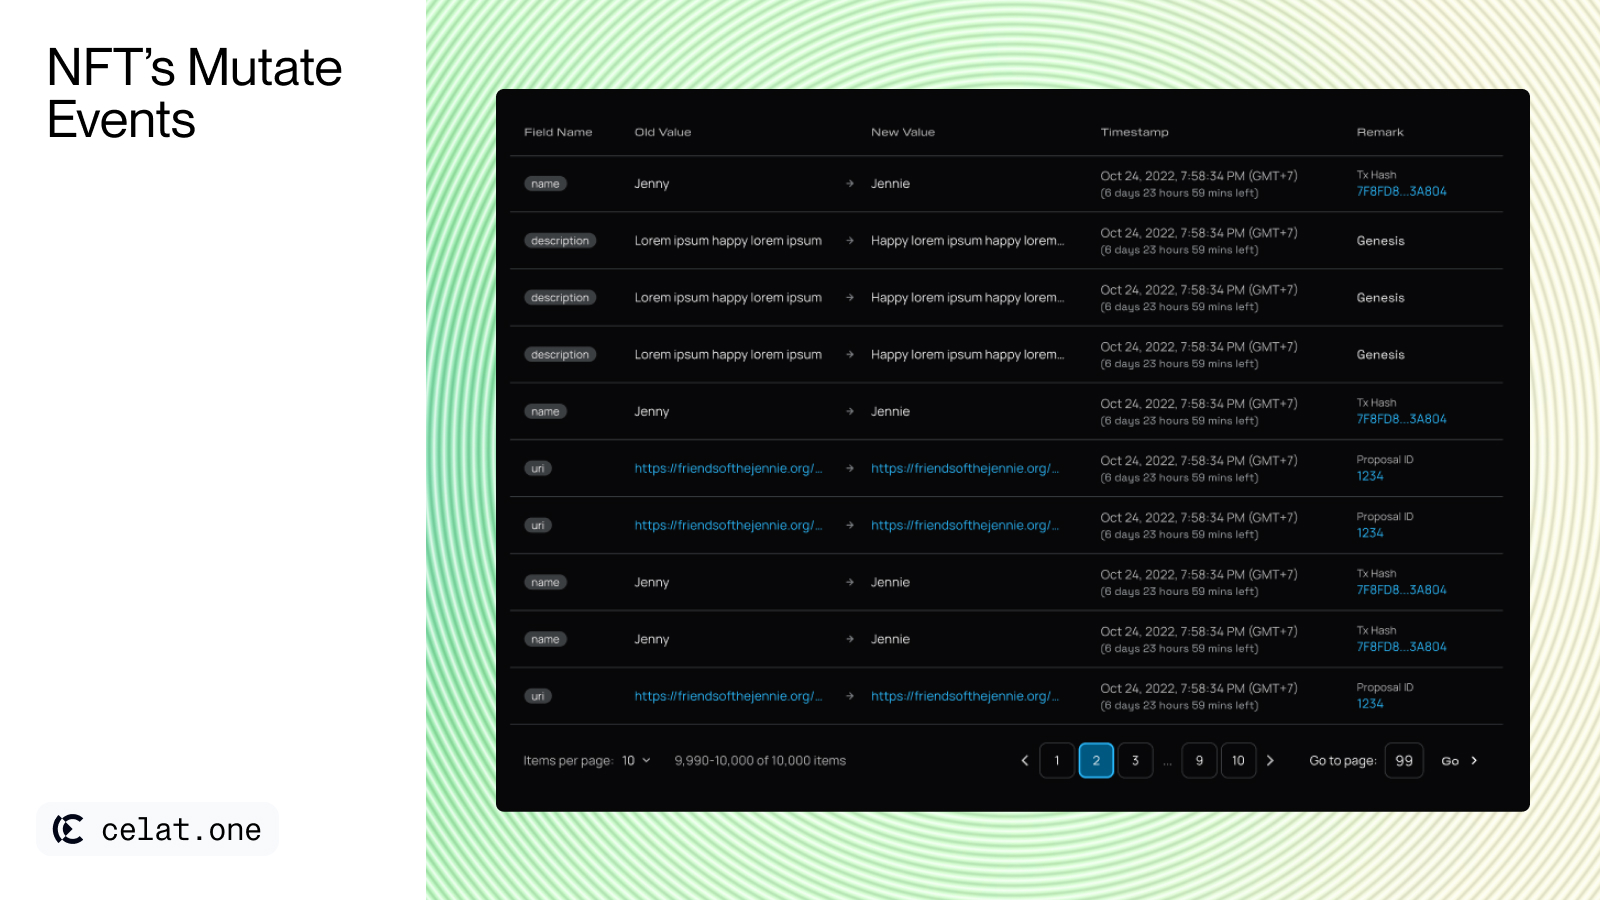 NFT’s Mutate
Events
Field Name Old Value New Value Timestamp Remark
name Jenny → Jennie Oct 24, 2022, 7:58:34 PM (GMT+7) Tx Hash
(6 days 23 hours 59 mins left) 7F8FD8...3A804
description Lorem ipsum happy lorem ipsum → Happy lorem ipsum happy lorem... Oct 24, 2022, 7:58:34 PM (GMT+7) Genesis
(6 days 23 hours 59 mins left)
description Lorem ipsum happy lorem ipsum → Happy lorem ipsum happy lorem... Oct 24, 2022, 7:58:34 PM (GMT+7) Genesis
(6 days 23 hours 59 mins left)
description Lorem ipsum happy lorem ipsum → Happy lorem ipsum happy lorem... Oct 24, 2022, 7:58:34 PM (GMT+7) Genesis
(6 days 23 hours 59 mins left)
name Jenny → Jennie Oct 24, 2022, 7:58:34 PM (GMT+7) Tx Hash
(6 days 23 hours 59 mins left) 7F8FD8...3A804
uri https://friendsofthejennie.org/... → https://friendsofthejennie.org/... Oct 24, 2022, 7:58:34 PM (GMT+7) Proposal ID
(6 days 23 hours 59 mins left) 1234
uri https://friendsofthejennie.org/... → https://friendsofthejennie.org/... Oct 24, 2022, 7:58:34 PM (GMT+7) Proposal ID
(6 days 23 hours 59 mins left) 1234
name Jenny → Jennie Oct 24, 2022, 7:58:34 PM (GMT+7) Tx Hash
(6 days 23 hours 59 mins left) 7F8FD8...3A804
name Jenny → Jennie Oct 24, 2022, 7:58:34 PM (GMT+7) Tx Hash
(6 days 23 hours 59 mins left) 7F8FD8...3A804
uri https://friendsofthejennie.org/... → https://friendsofthejennie.org/... Oct 24, 2022, 7:58:34 PM (GMT+7) Proposal ID
(6 days 23 hours 59 mins left) 1234
Items per page: 10 9,990-10,000 of 10,000 items 1 2 3 ... 9 10 Go to page: 99 Go
celat.one